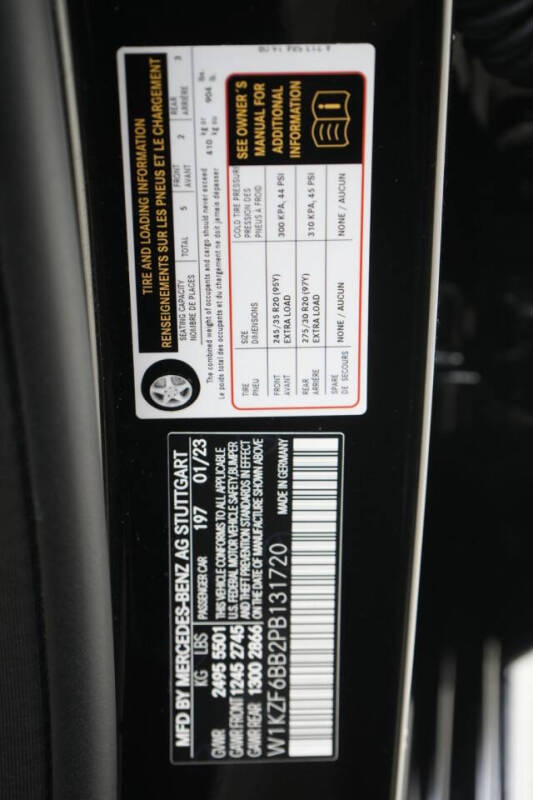 TIRE AND LOADING INFORMATION
RENSEIGNEMENTS SUR LES PNEUS ET LE CHARGEMENT
SEATING CAPACITY TOTAL 5 FRONT 2 REAR 3
NOMBRE DE PLACES AVANT ARRIÈRE
The combined weight of occupants and cargo should never exceed 410 kg or 904 lbs.
Le poids total des occupants et du chargement ne doit jamais dépasser kg ou lb.
TIRE SIZE COLD TIRE PRESSURE
PNEU DIMENSIONS PRESSION DES PNEUS À FROID
FRONT 245/35 R20 (95Y) 300 KPA, 44 PSI
AVANT EXTRA LOAD
REAR 275/30 R20 (97Y) 310 KPA, 45 PSI
ARRIÈRE EXTRA LOAD
SPARE NONE / AUCUN NONE / AUCUN
DE SECOURS
SEE OWNER'S
MANUAL FOR
ADDITIONAL
INFORMATION
MFD BY MERCEDES-BENZ AG STUTTGART
PASSENGER CAR 197 01/23
KG LBS
GVWR 2495 5501
GAWR FRONT 1245 2745
GAWR REAR 1300 2866
THIS VEHICLE CONFORMS TO ALL APPLICABLE
U.S. FEDERAL MOTOR VEHICLE SAFETY, BUMPER
AND THEFT PREVENTION STANDARDS IN EFFECT
ON THE DATE OF MANUFACTURE SHOWN ABOVE
W1KZF6BB2PB131720 MADE IN GERMANY